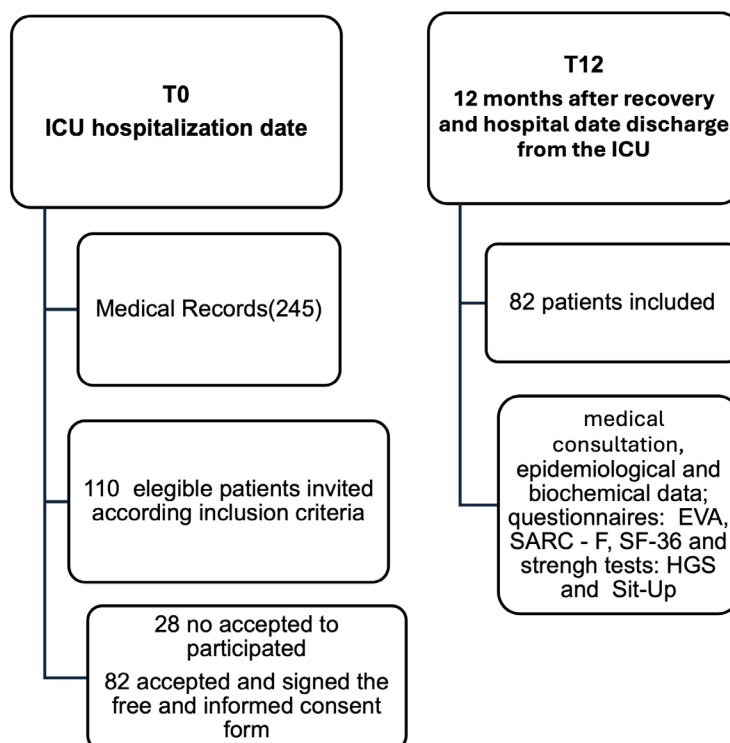 T0
ICU hospitalization date
Medical Records(245)
110 elegible patients invited
according inclusion criteria
28 no accepted to
participated
82 accepted and signed the
free and informed consent
form
T12
12 months after recovery
and hospital date discharge
from the ICU
82 patients included
medical
consultation,
epidemiological and
biochemical data;
questionnaires: EVA,
SARC - F, SF-36 and
strengh tests: HGS
and Sit-Up